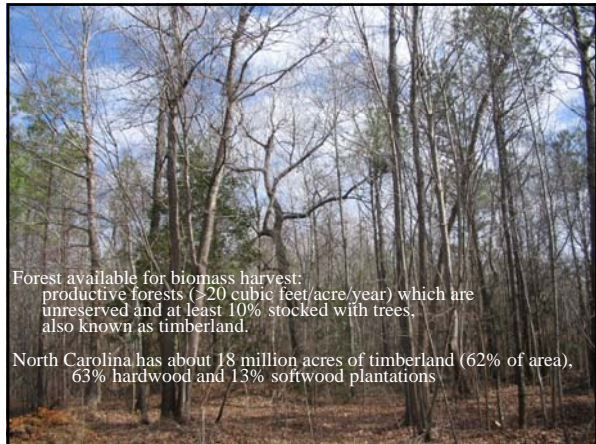 Forest available for biomass harvest:
productive forests (>20 cubic feet/acre/year) which are
unreserved and at least 10% stocked with trees,
also known as timberland.
North Carolina has about 18 million acres of timberland (62% of area),
63% hardwood and 13% softwood plantations